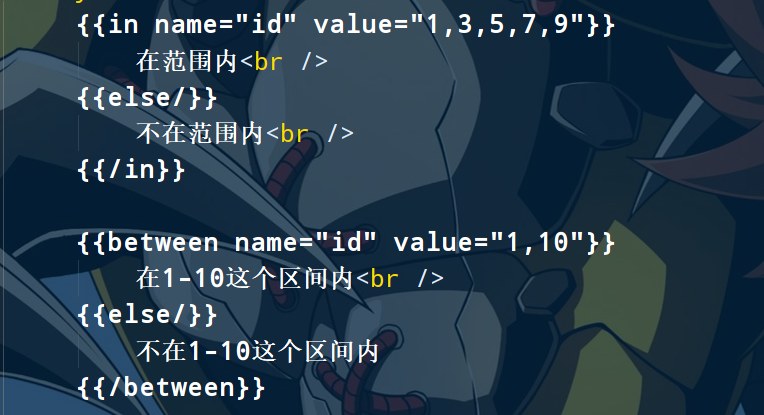 {{in name="id" value="1,3,5,7,9"}}
在范围内<br />
{{else/}}
不在范围内<br />
{{/in}}
{{between name="id" value="1,10"}}
在1-10这个区间内<br />
{{else/}}
不在1-10这个区间内
{{/between}}